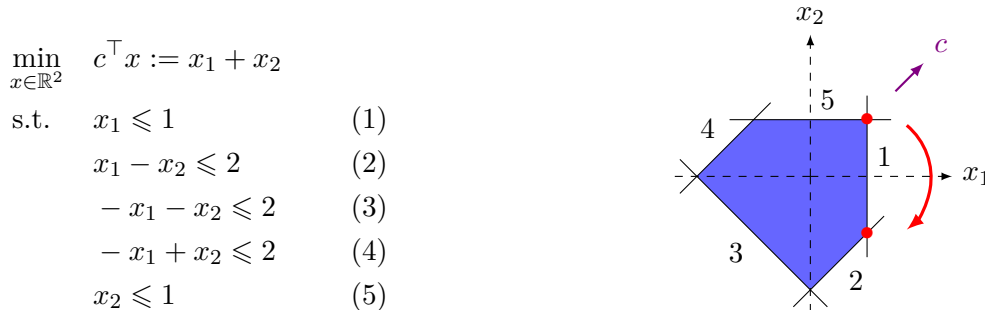 min x∈ℝ² c⊤x := x₁ + x₂
s.t. x₁ ⩽ 1 (1)
x₁ − x₂ ⩽ 2 (2)
− x₁ − x₂ ⩽ 2 (3)
− x₁ + x₂ ⩽ 2 (4)
x₂ ⩽ 1 (5)
x₂
c
5
4
1
x₁
3
2